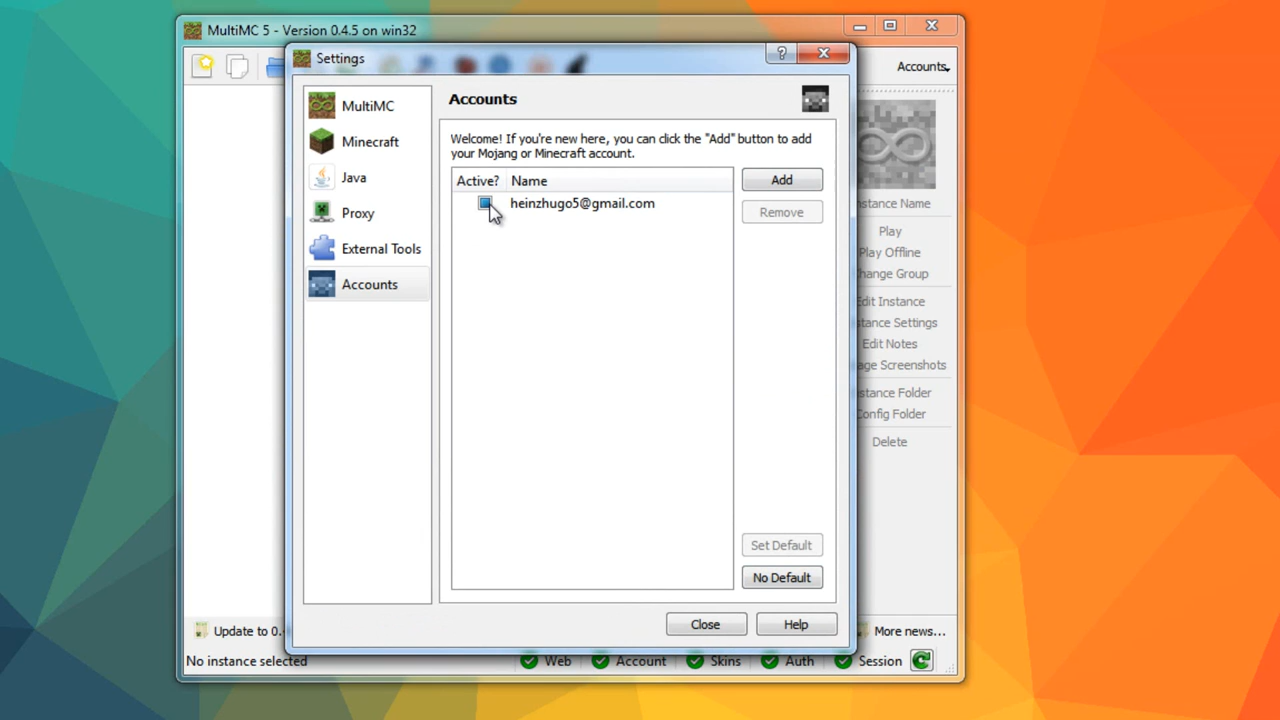 MultiMC 5 - Version 0.4.5 on win32
Settings
Accounts
MultiMC
Minecraft
Java
Proxy
External Tools
Accounts
Accounts
Welcome! If you're new here, you can click the "Add" button to add
your Mojang or Minecraft account.
Active? Name
heinzhugo5@gmail.com
Add
Remove
Set Default
No Default
Close
Help
nstance Name
Play
Play Offline
hange Group
Edit Instance
stance Settings
Edit Notes
age Screenshots
stance Folder
Config Folder
Delete
Update to 0.
More news...
No instance selected
Web Account Skins Auth Session